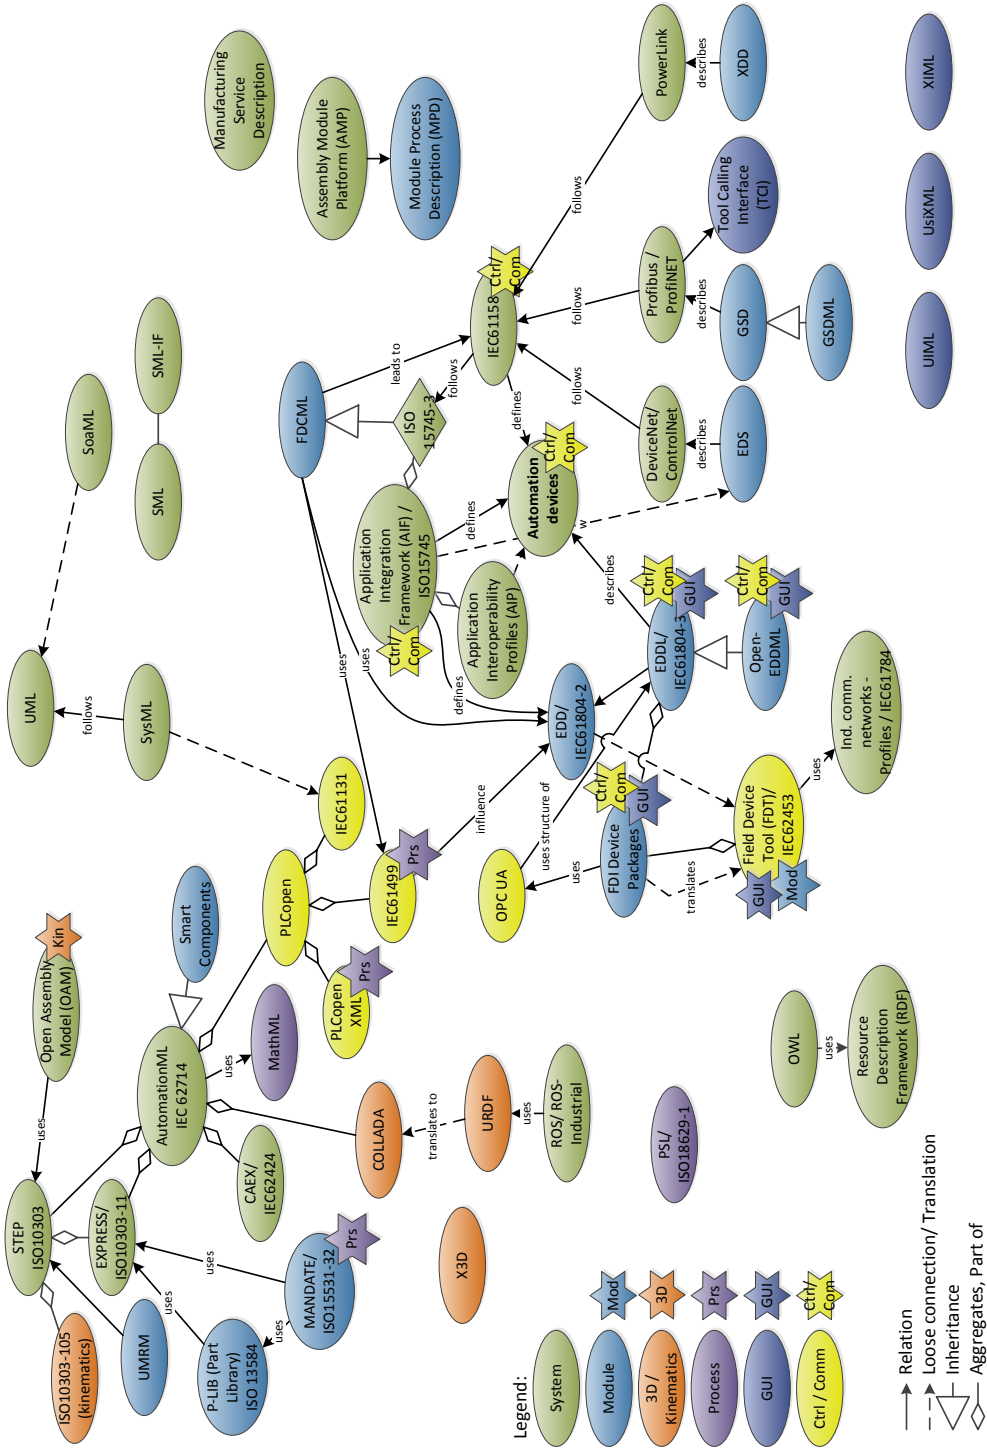 STEP
ISO10303
ISO10303-105
(kinematics)
uses
Open Assembly
Model (OAM)
Kin
UMRM
EXPRESS/
ISO10303-11
P-LIB (Part
Library)
ISO 13584
uses
uses
uses
MANDATE/
ISO15531-32
Prs
AutomationML
IEC 62714
CAEX/
IEC62424
uses
MathML
Smart
Components
COLLADA
translates to
URDF
uses
ROS/ ROS-
Industrial
X3D
PLCopen
PLCopen
XML
Prs
IEC61131
IEC61499
Prs
UML
follows
SysML
SoaML
SML
SML-IF
Manufacturing
Service
Description
Assembly Module
Platform (AMP)
Module Process
Description (MPD)
FDCML
leads to
uses
uses
ISO
15745-3
follows
Application
Integration
Framework (AIF) /
ISO15745
Ctrl/
Com
defines
defines
Application
Interoperability
Profiles (AIP)
IEC61158
Ctrl/
Com
defines
Automation
devices
Ctrl/
Com
w
follows
follows
follows
influence
EDD/
IEC61804-2
describes
EDDL/
IEC61804-3
Ctrl/
Com
GUI
Open-
EDDML
Ctrl/
Com
GUI
OPC UA
uses structure of
uses
FDI Device
Packages
Ctrl/
Com
GUI
translates
Field Device
Tool (FDT)/
IEC62453
GUI
Mod
uses
Ind. comm.
networks -
Profiles / IEC61784
DeviceNet/
ControlNet
describes
EDS
Profibus /
ProfiNET
describes
GSD
GSDML
Tool Calling
Interface
(TCI)
PowerLink
describes
XDD
PSL/
ISO18629-1
OWL
uses
Resource
Description
Framework (RDF)
UIML
UsiXML
XIML
Legend:
System
Module
Mod
3D /
Kinematics
3D
Process
Prs
GUI
GUI
Ctrl / Comm
Ctrl/
Com
Relation
Loose connection/ Translation
Inheritance
Aggregates, Part of